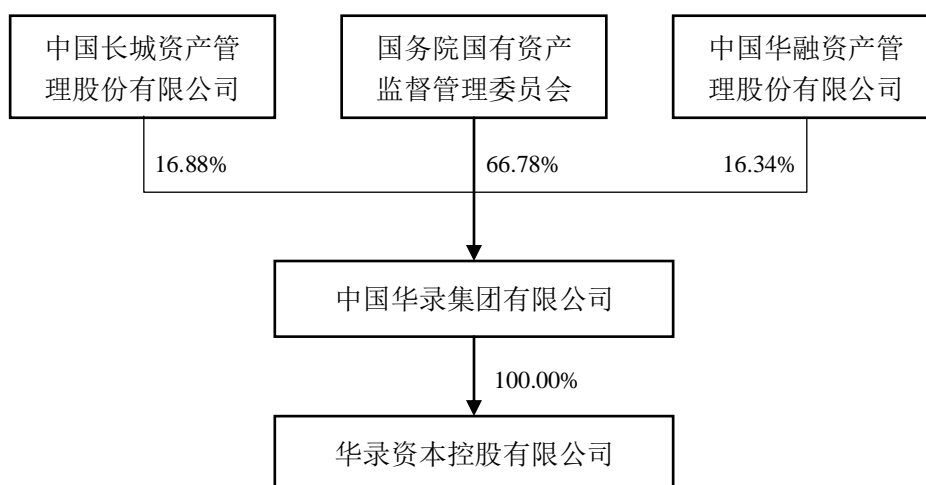 中国长城资产管
理股份有限公司
国务院国有资产
监督管理委员会
中国华融资产管
理股份有限公司
16.88%
66.78%
16.34%
中国华录集团有限公司
100.00%
华录资本控股有限公司